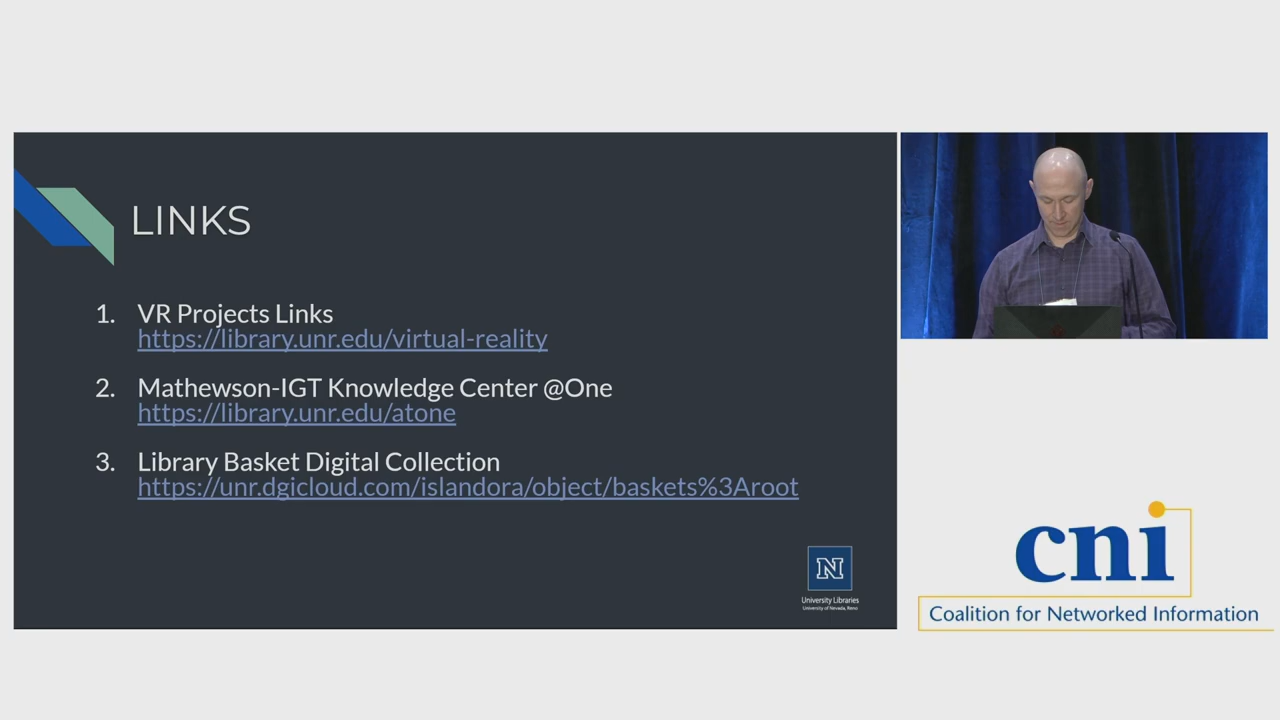 LINKS
1. VR Projects Links
https://library.unr.edu/virtual-reality
2. Mathewson-IGT Knowledge Center @One
https://library.unr.edu/atone
3. Library Basket Digital Collection
https://unr.dgicloud.com/islandora/object/baskets%3Aroot
N
University Libraries
University of Nevada, Reno
cni
Coalition for Networked Information